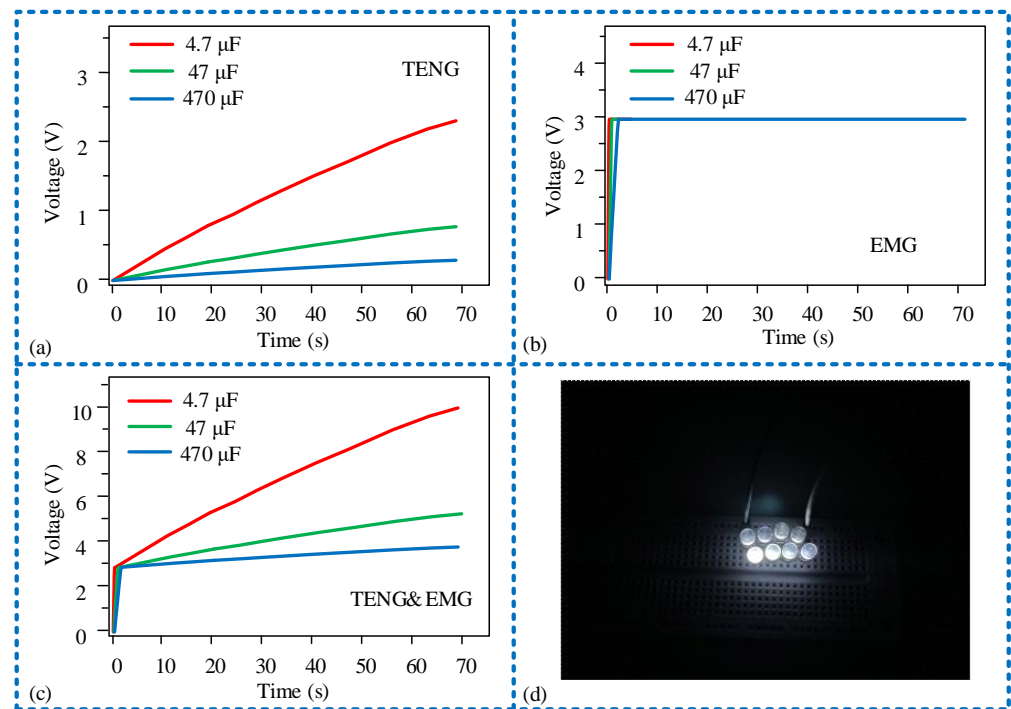 4.7 μF
47 μF
470 μF
TENG
3
2
1
0
Voltage (V)
0 10 20 30 40 50 60 70
Time (s)
(a)
4.7 μF
47 μF
470 μF
EMG
4
3
2
1
0
Voltage (V)
0 10 20 30 40 50 60 70
Time (s)
(b)
4.7 μF
47 μF
470 μF
TENG& EMG
10
8
6
4
2
0
Voltage (V)
0 10 20 30 40 50 60 70
Time (s)
(c)
(d)